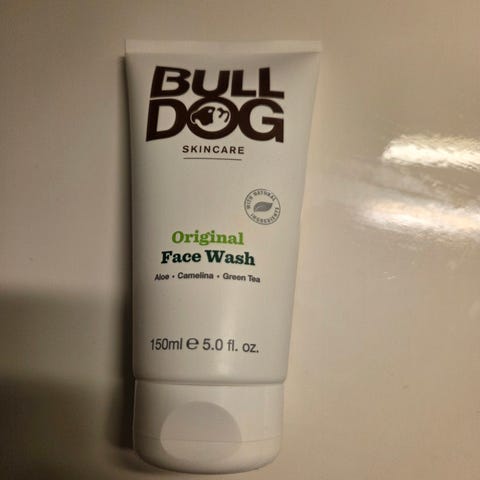 BULL
DOG
SKINCARE
WITH NATURAL
INGREDIENTS
Original
Face Wash
Aloe • Camelina • Green Tea
150ml ℮ 5.0 fl. oz.